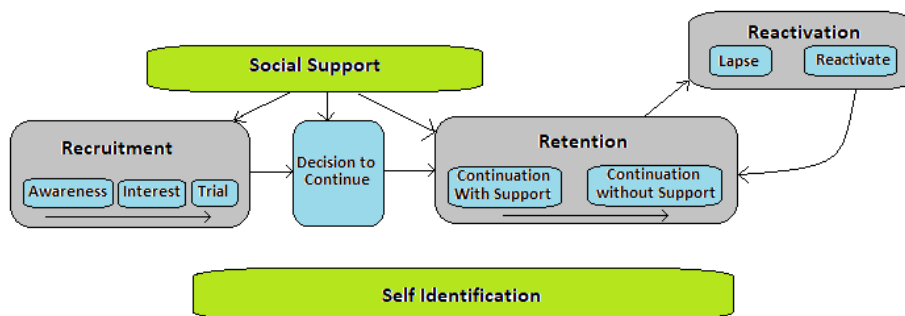 Reactivation
Lapse
Reactivate
Social Support
Recruitment
Awareness
Interest
Trial
Decision to
Continue
Retention
Continuation
With Support
Continuation
without Support
Self Identification